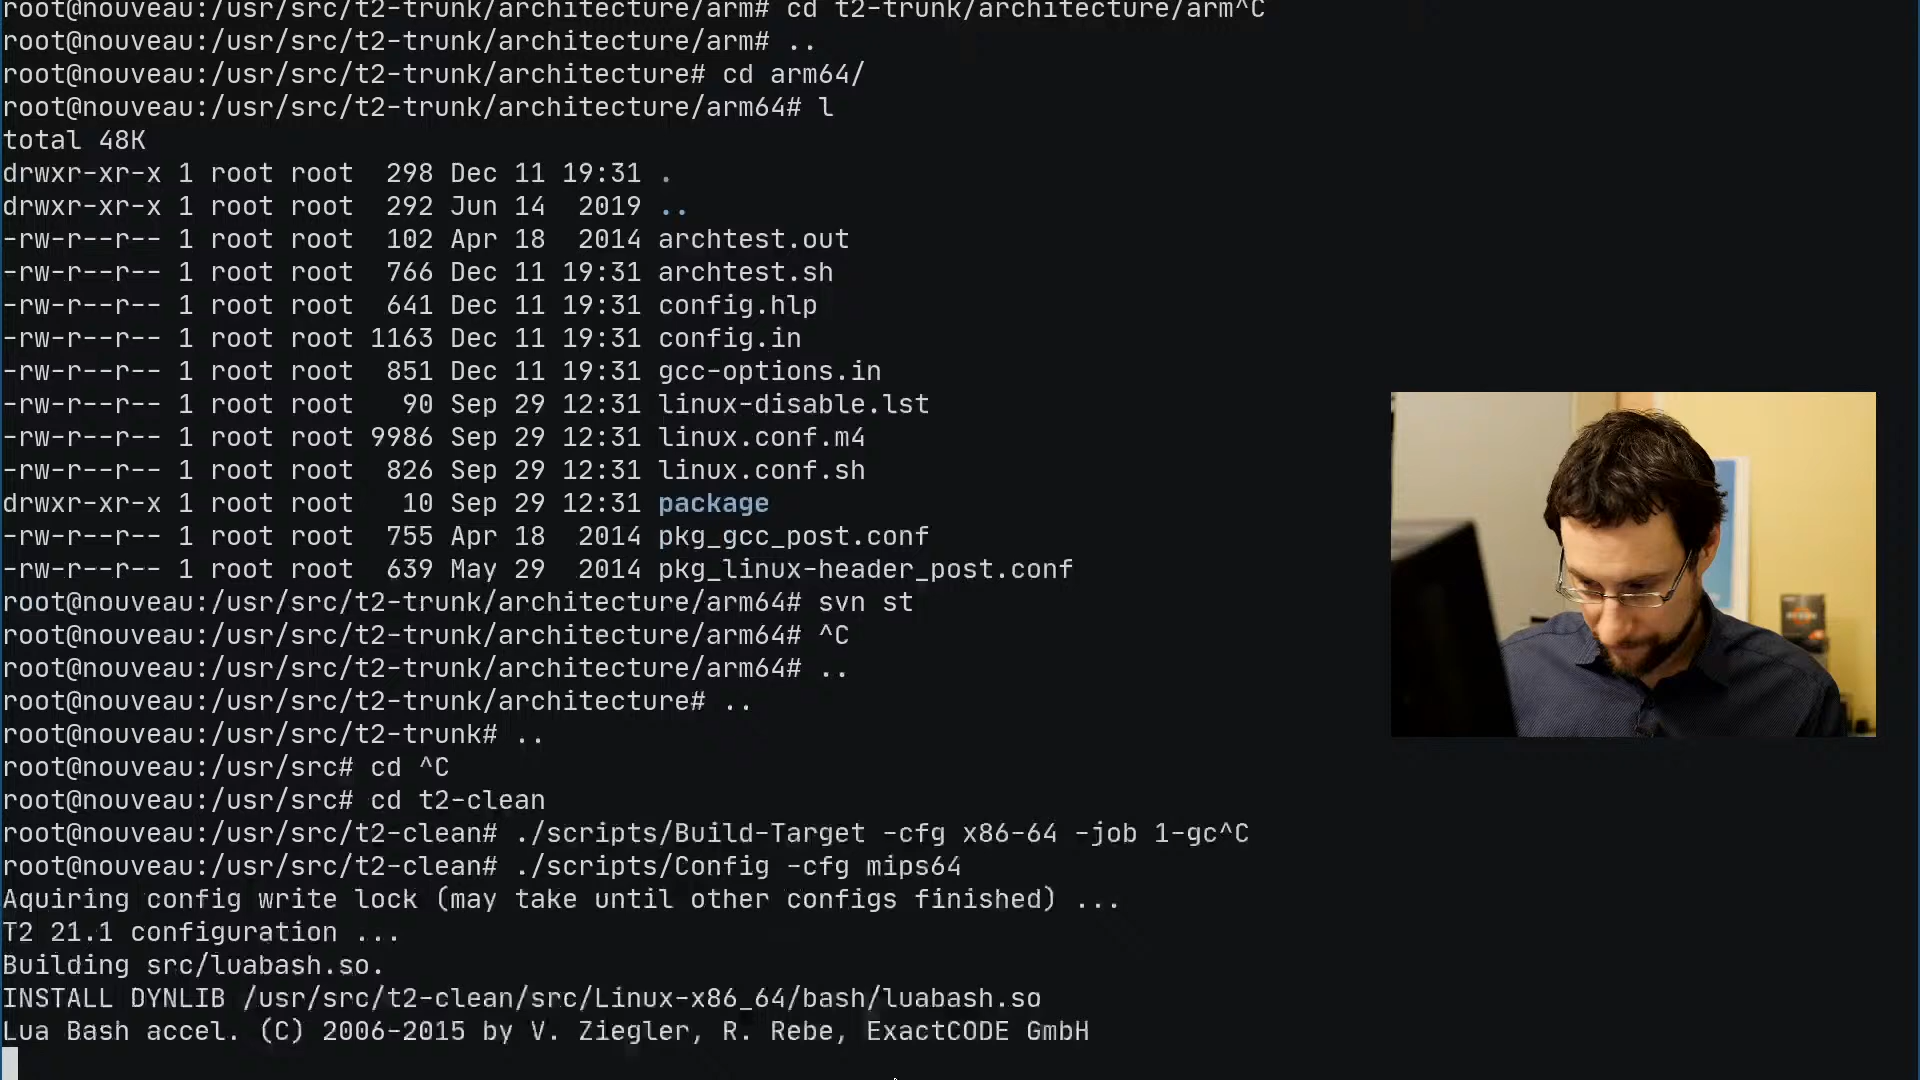 root@nouveau:/usr/src/t2-trunk/architecture/arm# cd t2-trunk/architecture/arm^C
root@nouveau:/usr/src/t2-trunk/architecture/arm# ..
root@nouveau:/usr/src/t2-trunk/architecture# cd arm64/
root@nouveau:/usr/src/t2-trunk/architecture/arm64# l
total 48K
drwxr-xr-x 1 root root  298 Dec 11 19:31 .
drwxr-xr-x 1 root root  292 Jun 14  2019 ..
-rw-r--r-- 1 root root  102 Apr 18  2014 archtest.out
-rw-r--r-- 1 root root  766 Dec 11 19:31 archtest.sh
-rw-r--r-- 1 root root  641 Dec 11 19:31 config.hlp
-rw-r--r-- 1 root root 1163 Dec 11 19:31 config.in
-rw-r--r-- 1 root root  851 Dec 11 19:31 gcc-options.in
-rw-r--r-- 1 root root   90 Sep 29 12:31 linux-disable.lst
-rw-r--r-- 1 root root 9986 Sep 29 12:31 linux.conf.m4
-rw-r--r-- 1 root root  826 Sep 29 12:31 linux.conf.sh
drwxr-xr-x 1 root root   10 Sep 29 12:31 package
-rw-r--r-- 1 root root  755 Apr 18  2014 pkg_gcc_post.conf
-rw-r--r-- 1 root root  639 May 29  2014 pkg_linux-header_post.conf
root@nouveau:/usr/src/t2-trunk/architecture/arm64# svn st
root@nouveau:/usr/src/t2-trunk/architecture/arm64# ^C
root@nouveau:/usr/src/t2-trunk/architecture/arm64# ..
root@nouveau:/usr/src/t2-trunk/architecture# ..
root@nouveau:/usr/src/t2-trunk# ..
root@nouveau:/usr/src# cd ^C
root@nouveau:/usr/src# cd t2-clean
root@nouveau:/usr/src/t2-clean# ./scripts/Build-Target -cfg x86-64 -job 1-gc^C
root@nouveau:/usr/src/t2-clean# ./scripts/Config -cfg mips64
Aquiring config write lock (may take until other configs finished) ...
T2 21.1 configuration ...
Building src/luabash.so.
INSTALL DYNLIB /usr/src/t2-clean/src/Linux-x86_64/bash/luabash.so
Lua Bash accel. (C) 2006-2015 by V. Ziegler, R. Rebe, ExactCODE GmbH